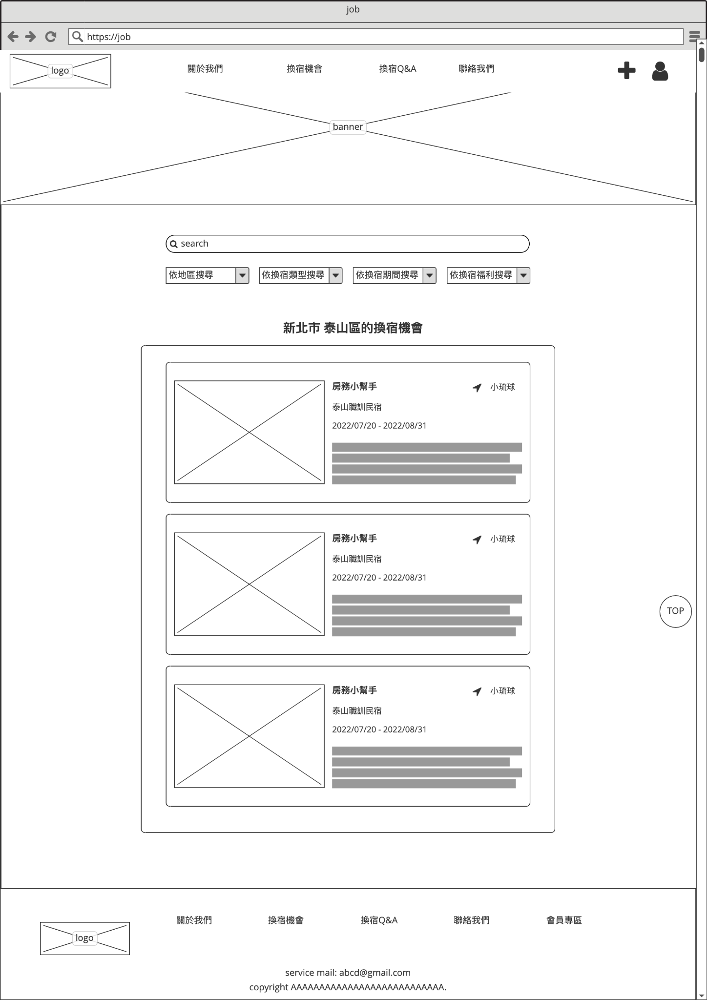 job
https://job
logo
關於我們
換宿機會
換宿Q&A
聯絡我們
banner
search
依地區搜尋
依換宿類型搜尋
依換宿期間搜尋
依換宿福利搜尋
新北市 泰山區的換宿機會
房務小幫手
小琉球
泰山職訓民宿
2022/07/20 - 2022/08/31
房務小幫手
小琉球
泰山職訓民宿
2022/07/20 - 2022/08/31
TOP
房務小幫手
小琉球
泰山職訓民宿
2022/07/20 - 2022/08/31
logo
關於我們
換宿機會
換宿Q&A
聯絡我們
會員專區
service mail: abcd@gmail.com
copyright AAAAAAAAAAAAAAAAAAAAAAAAAAA.